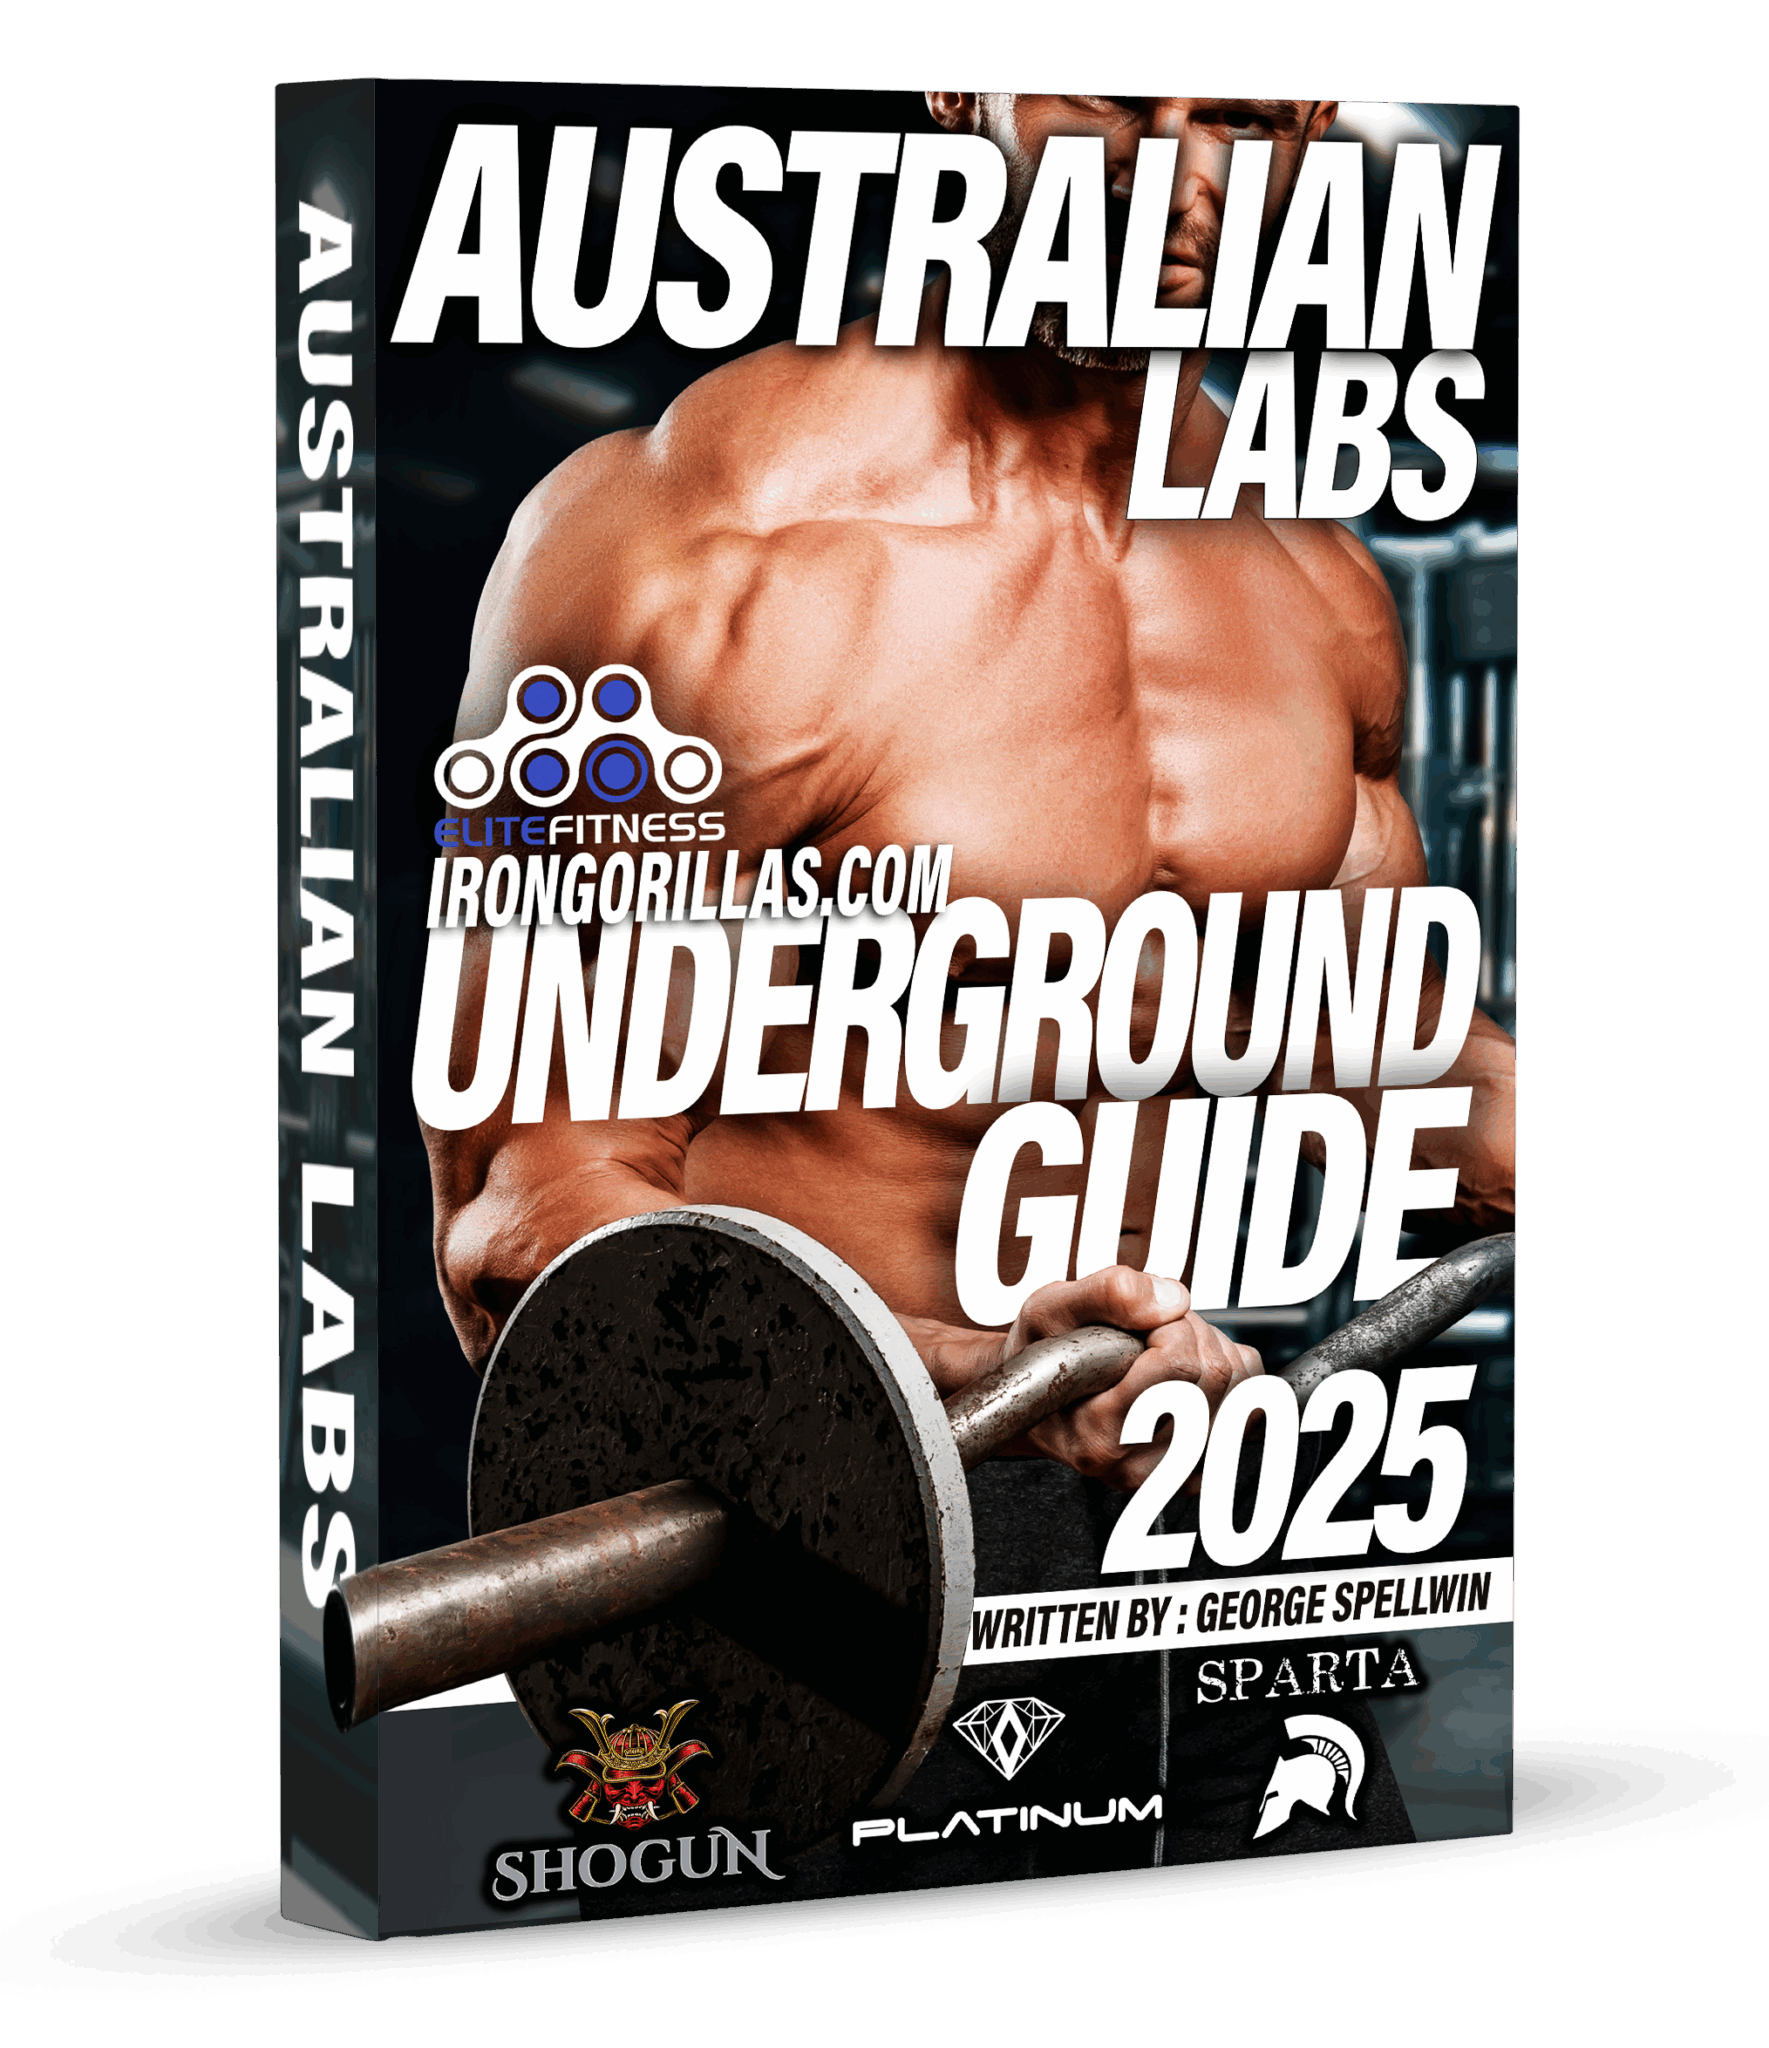 AUSTRALIAN LABS
AUSTRALIAN
LABS
ELITEFITNESS
IRONGORILLAS.COM
UNDERGROUND
GUIDE
2025
WRITTEN BY : GEORGE SPELLWIN
SPARTA
PLATINUM
SHOGUN